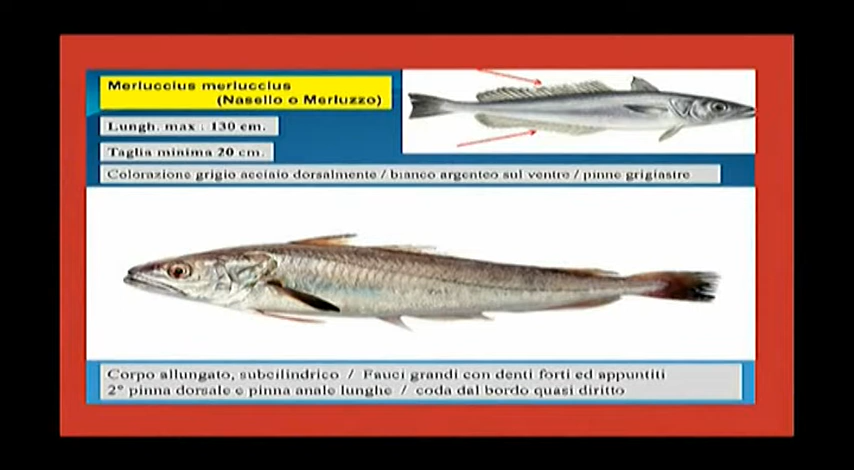 Merluccius merluccius
(Nasello o Merluzzo)
Lungh. max : 130 cm.
Taglia minima 20 cm.
Colorazione grigio acciaio dorsalmente / bianco argenteo sul ventre / pinne grigiastre
Corpo allungato, subcilindrico / Fauci grandi con denti forti ed appuntiti
2° pinna dorsale e pinna anale lunghe / coda dal bordo quasi diritto